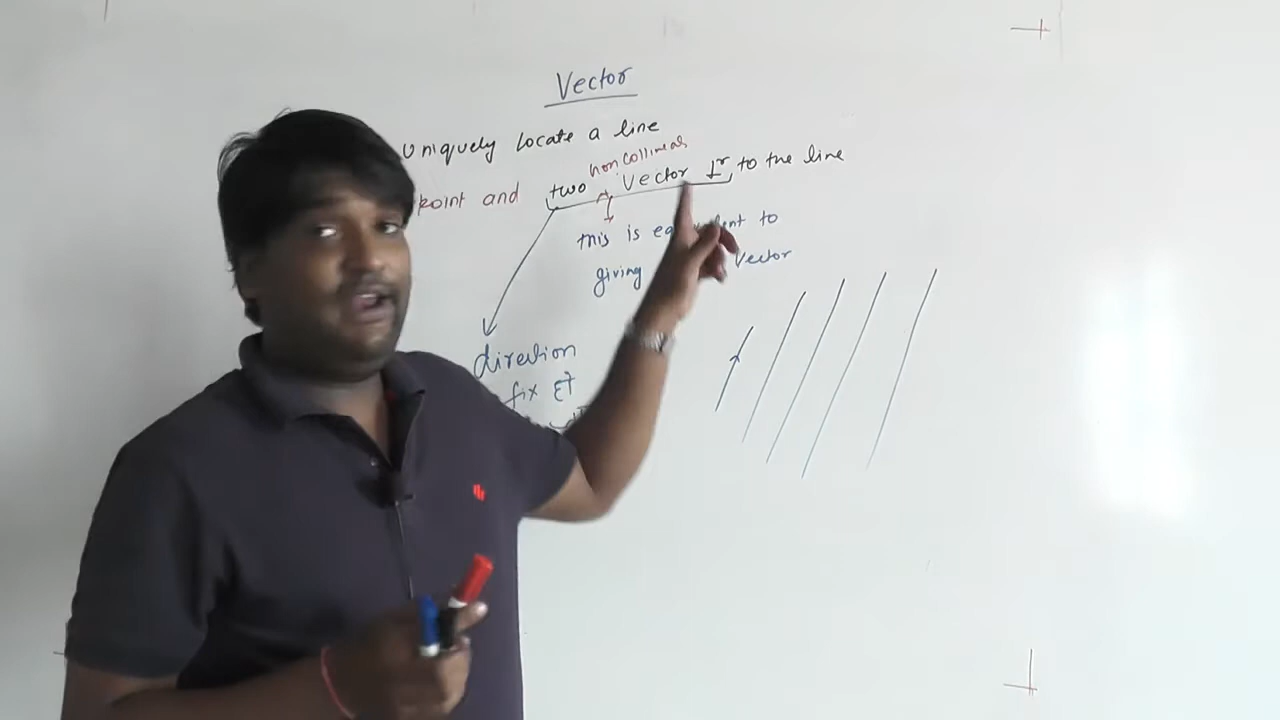 Vector
uniquely locate a line
non collinear
point and two vector ⊥r to the line
this is equivalent to
giving vector
direction
fix